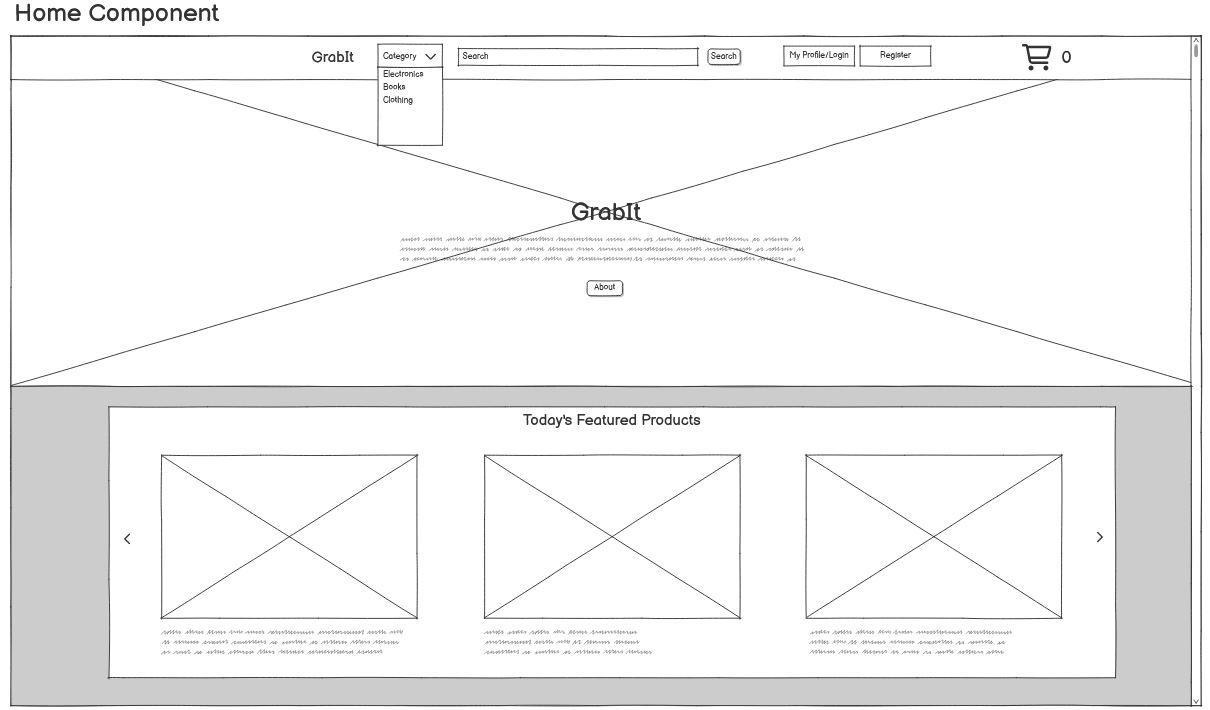 Home Component
GrabIt
Category
Search
Search
My Profile/Login
Register
0
Electronics
Books
Clothing
GrabIt
About
Today's Featured Products